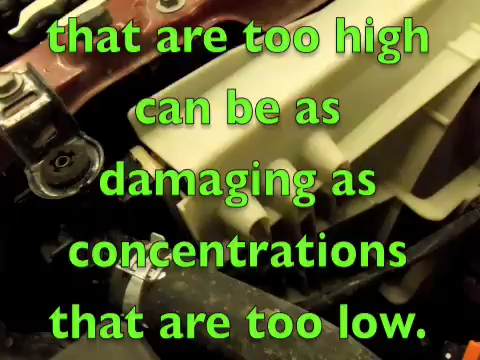 that are too high
can be as
damaging as
concentrations
that are too low.